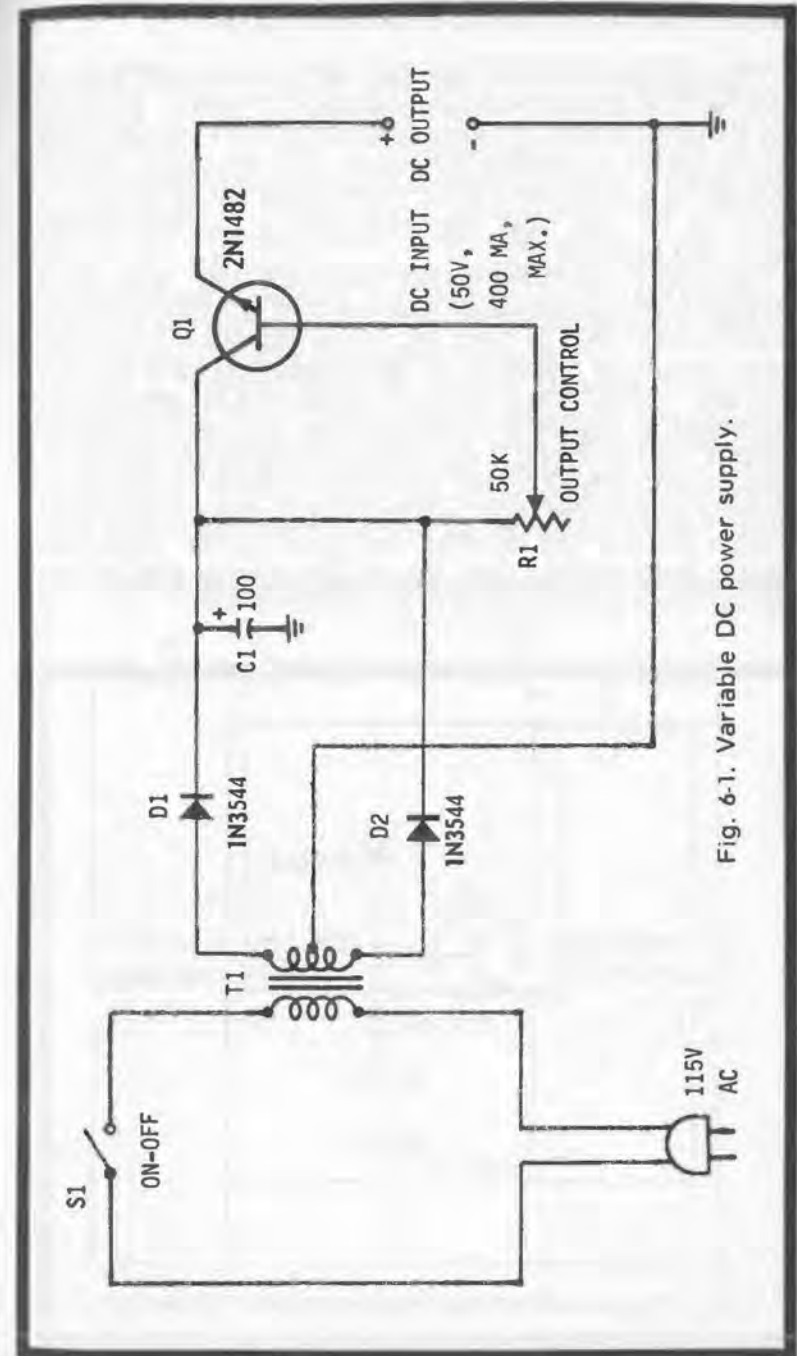 S1
ON-OFF
115V
AC
T1
D1
1N3544
D2
1N3544
+
C1 100
Q1
2N1482
50K
R1
OUTPUT CONTROL
+
-
DC INPUT DC OUTPUT
(50V,
400 MA,
MAX.)
Fig. 6-1. Variable DC power supply.